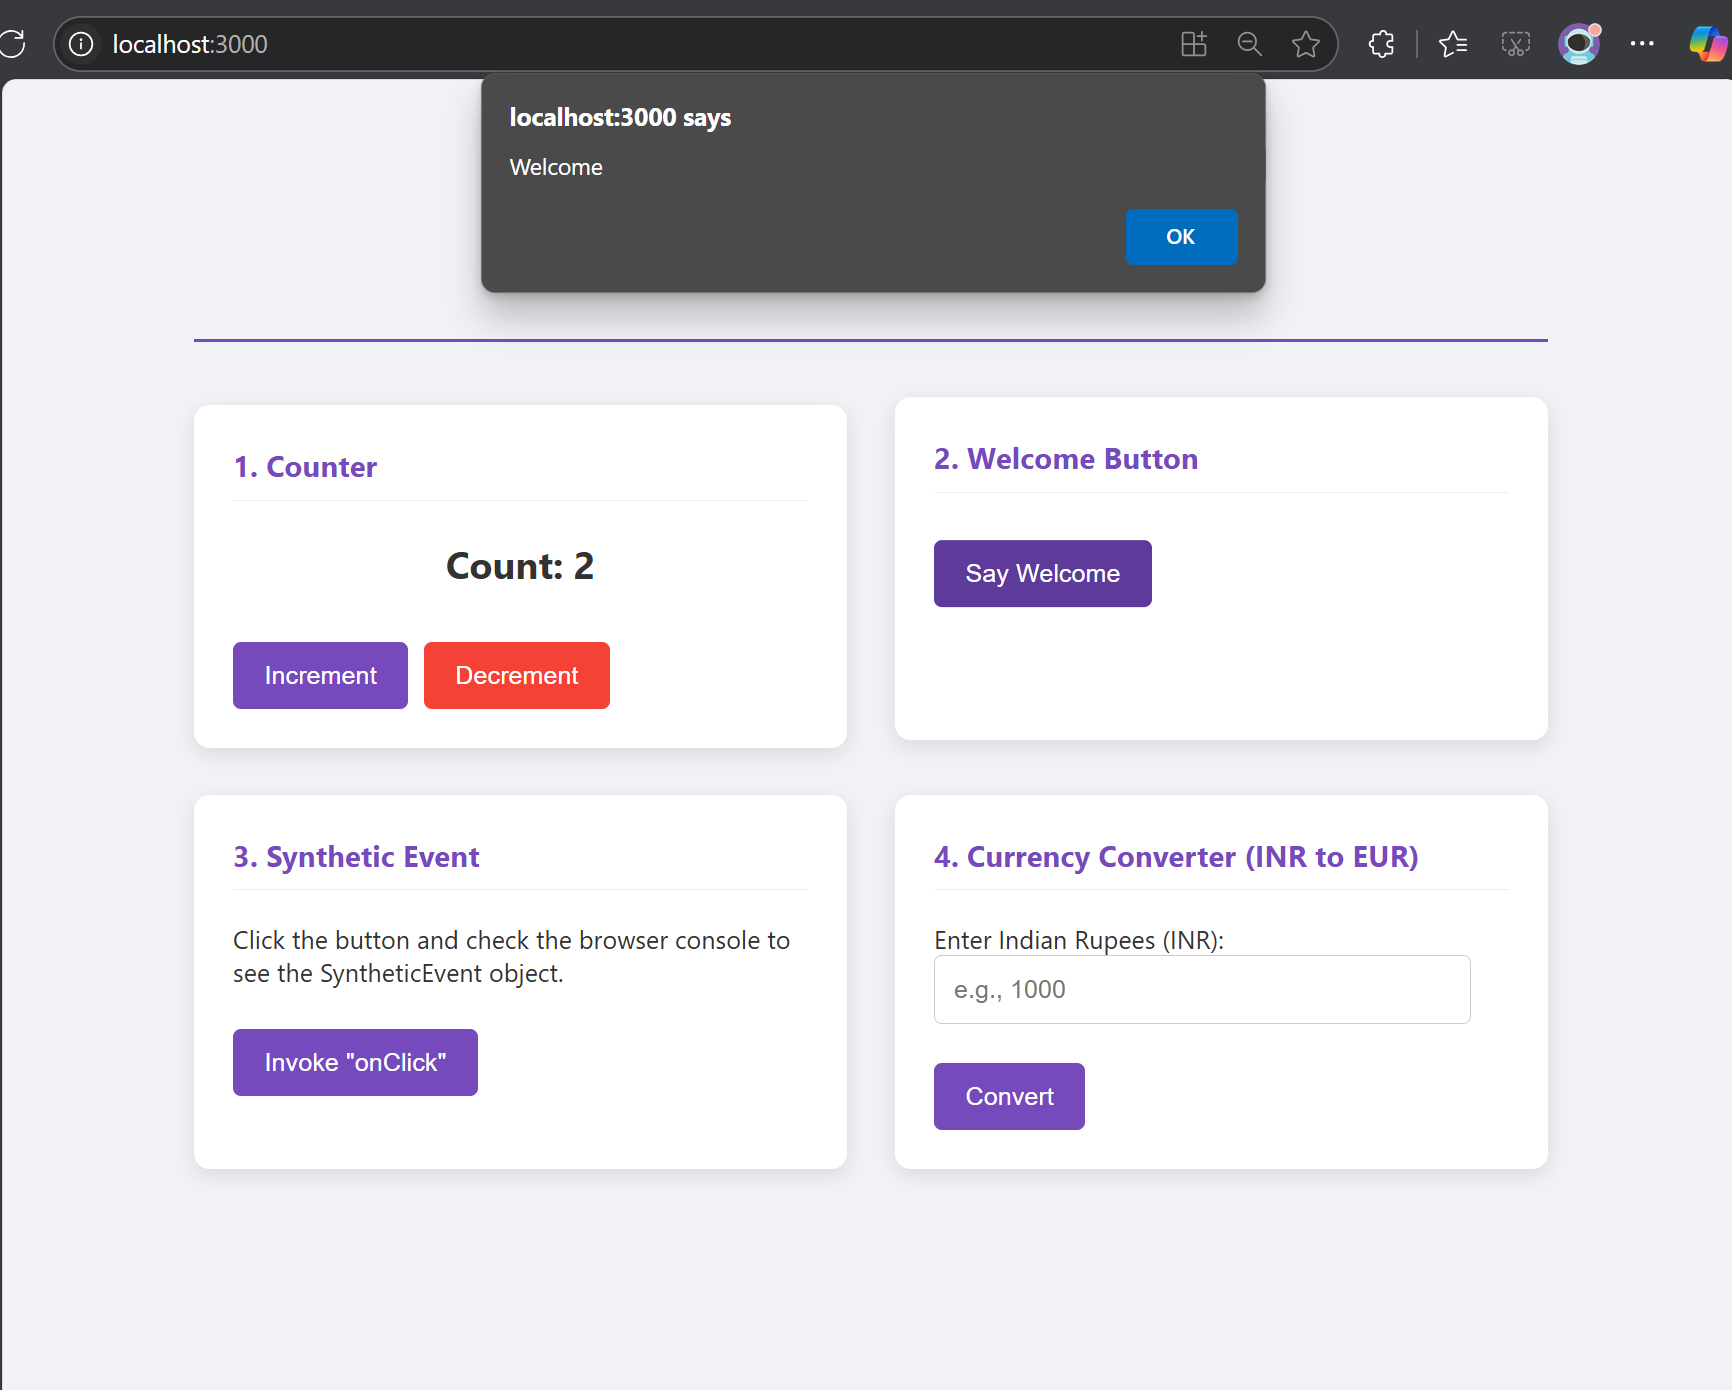 localhost:3000
localhost:3000 says
Welcome
OK
1. Counter
Count: 2
Increment
Decrement
2. Welcome Button
Say Welcome
3. Synthetic Event
Click the button and check the browser console to
see the SyntheticEvent object.
Invoke "onClick"
4. Currency Converter (INR to EUR)
Enter Indian Rupees (INR):
e.g., 1000
Convert